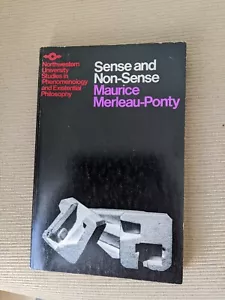 Northwestern
University
Studies in
Phenomenology
and Existential
Philosophy
Sense and
Non-Sense
Maurice
Merleau-Ponty